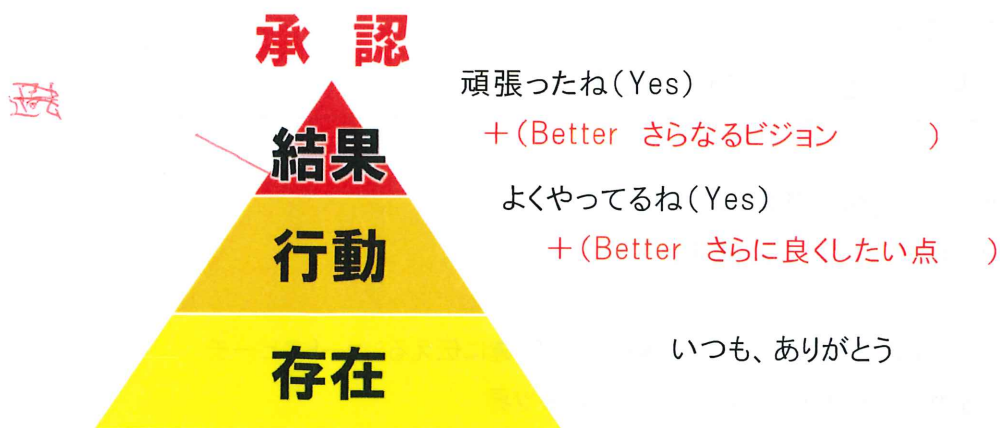 承 認
頑張ったね(Yes)
+(Better さらなるビジョン )
結果
よくやってるね(Yes)
+(Better さらに良くしたい点 )
行動
いつも、ありがとう
存在